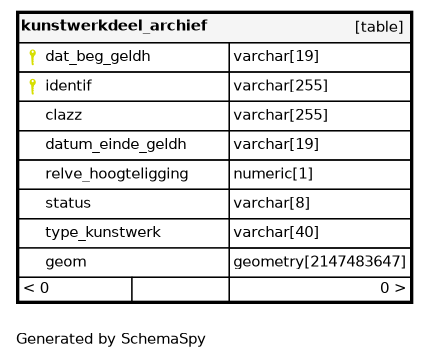 kunstwerkdeel_archief [table]
dat_beg_geldh varchar[19]
identif varchar[255]
clazz varchar[255]
datum_einde_geldh varchar[19]
relve_hoogteligging numeric[1]
status varchar[8]
type_kunstwerk varchar[40]
geom geometry[2147483647]
< 0 0 >
Generated by SchemaSpy